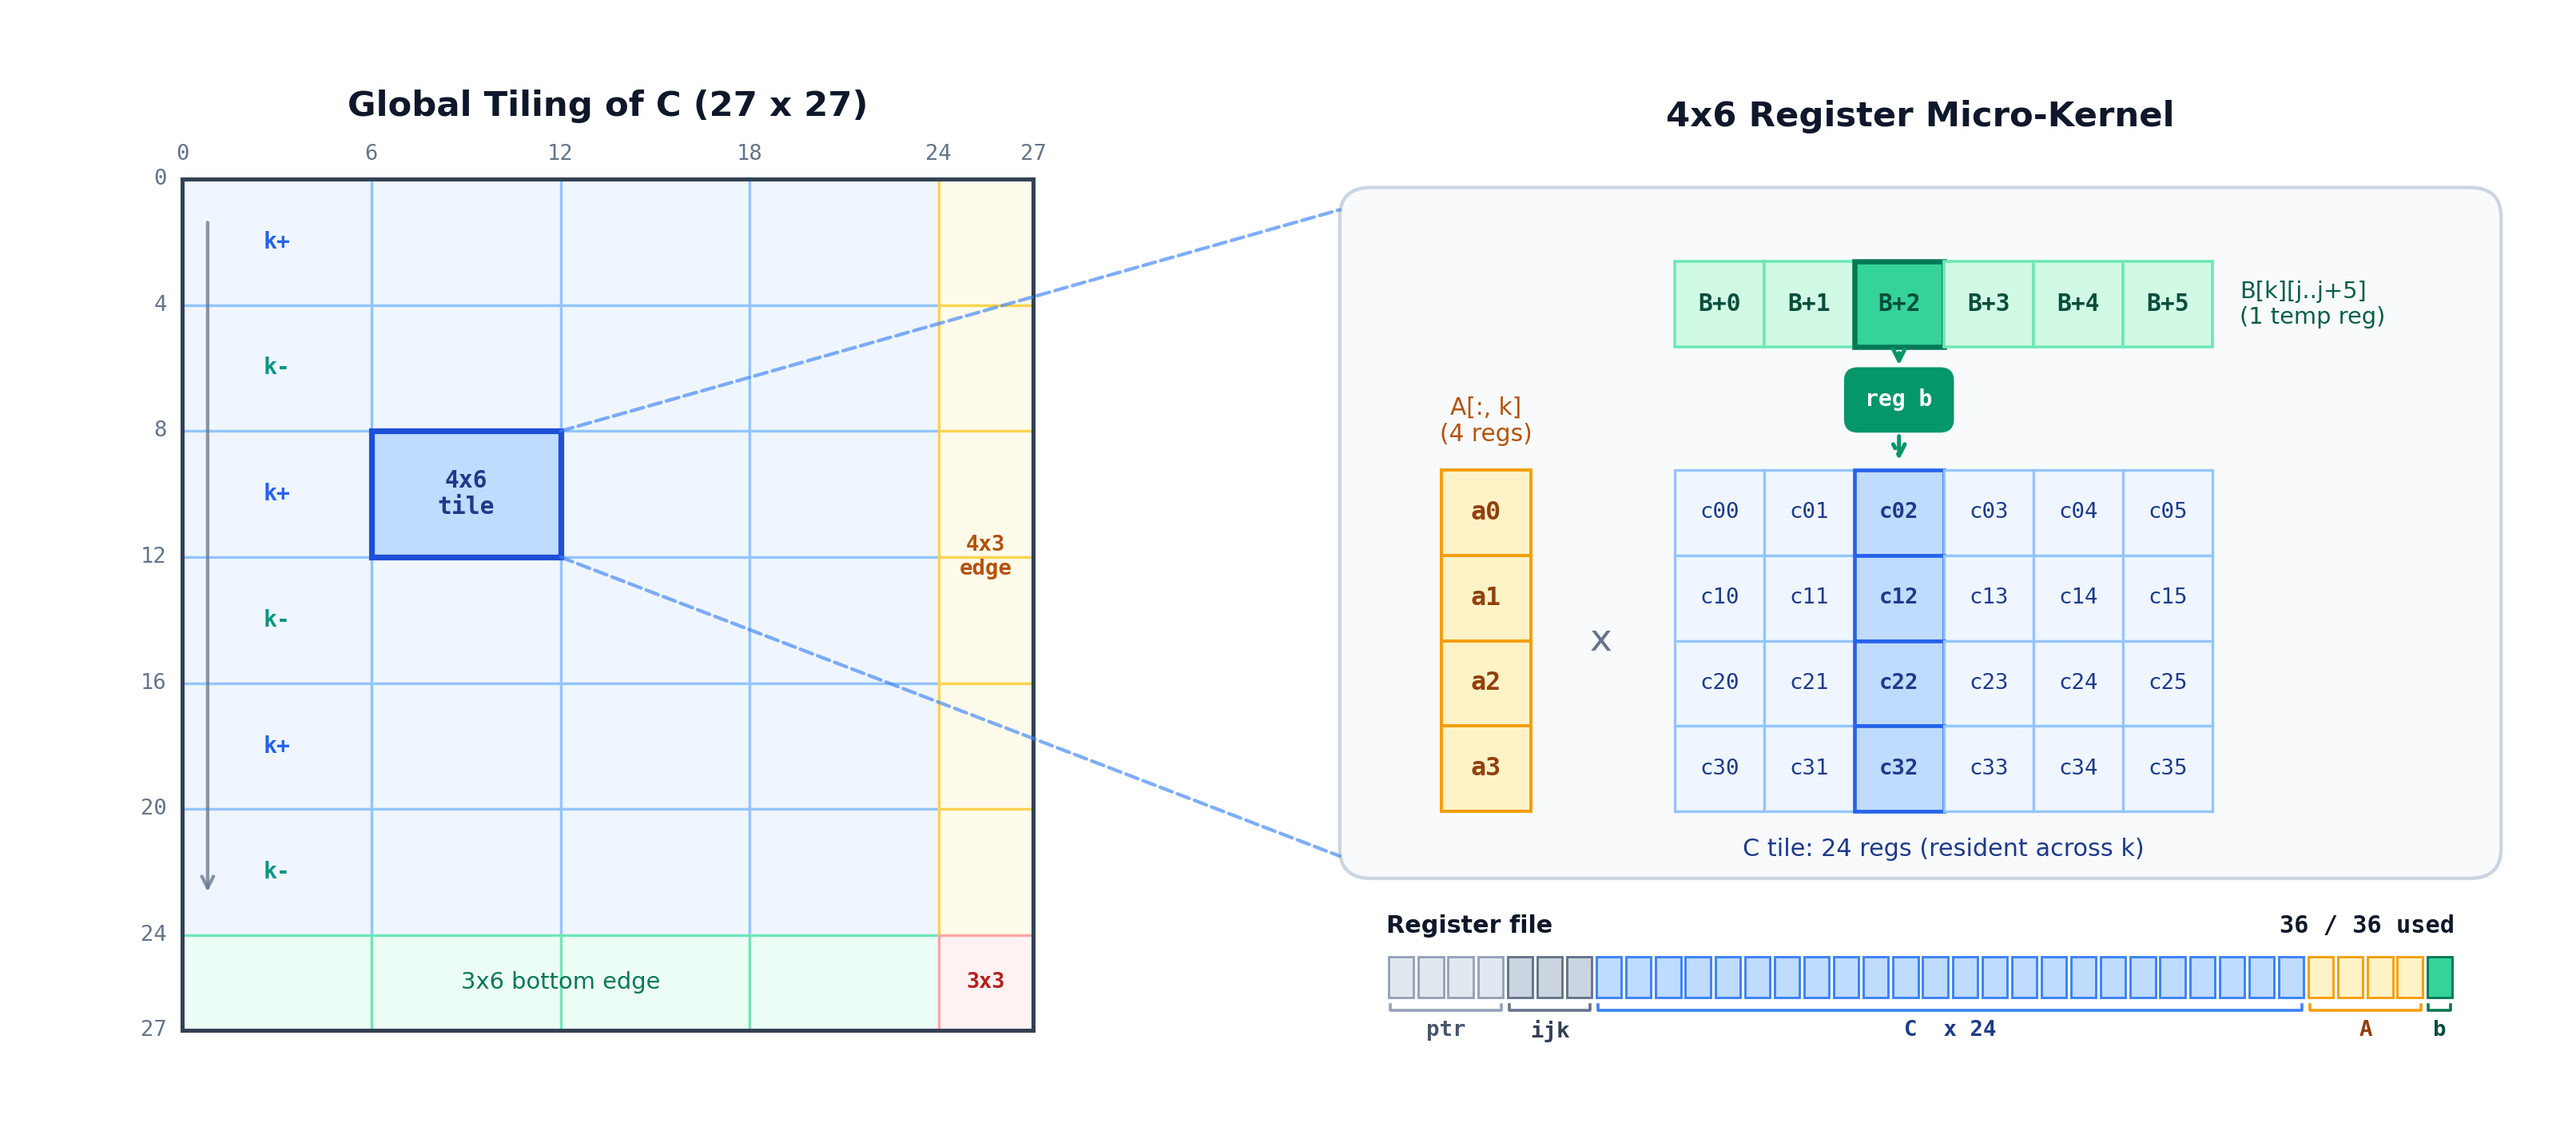 Global Tiling of C (27 x 27)
0 6 12 18 24 27
0
k+
4
k-
8
k+
4x6
tile
12
4x3
edge
k-
16
k+
20
k-
24
3x6 bottom edge
3x3
27
4x6 Register Micro-Kernel
B+0 B+1 B+2 B+3 B+4 B+5
B[k][j..j+5]
(1 temp reg)
reg b
A[:, k]
(4 regs)
a0
a1
a2
a3
x
c00 c01 c02 c03 c04 c05
c10 c11 c12 c13 c14 c15
c20 c21 c22 c23 c24 c25
c30 c31 c32 c33 c34 c35
C tile: 24 regs (resident across k)
Register file
36 / 36 used
ptr ijk C x 24 A b